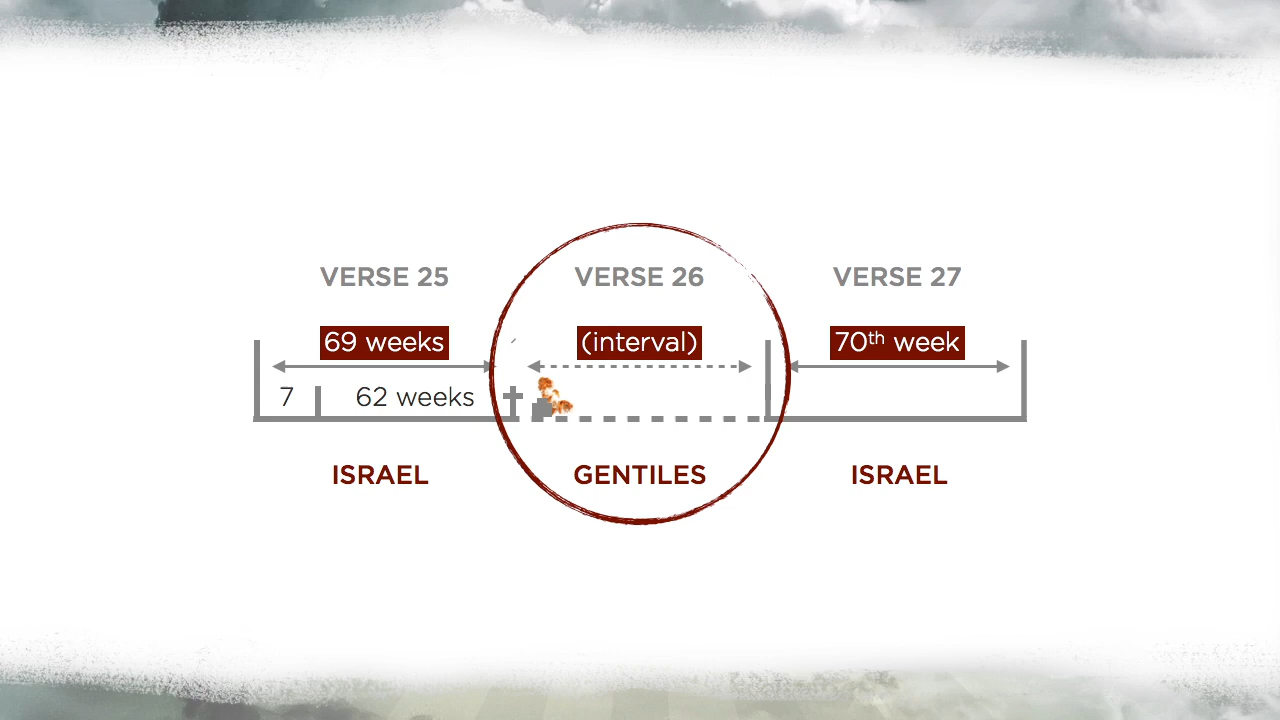 VERSE 25 VERSE 26 VERSE 27
69 weeks (interval) 70th week
7 62 weeks
ISRAEL GENTILES ISRAEL